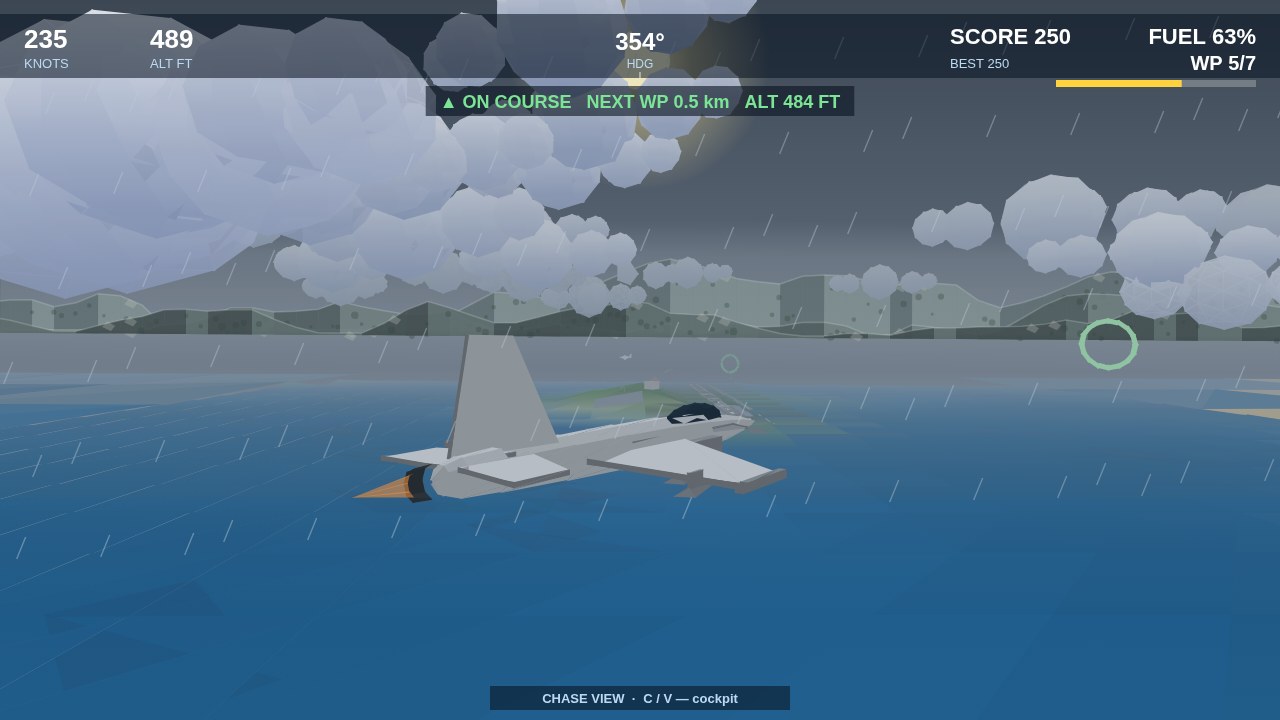 235
KNOTS
489
ALT FT
354°
HDG
SCORE 250
BEST 250
FUEL 63%
WP 5/7
▲ ON COURSE NEXT WP 0.5 km ALT 484 FT
CHASE VIEW · C / V — cockpit